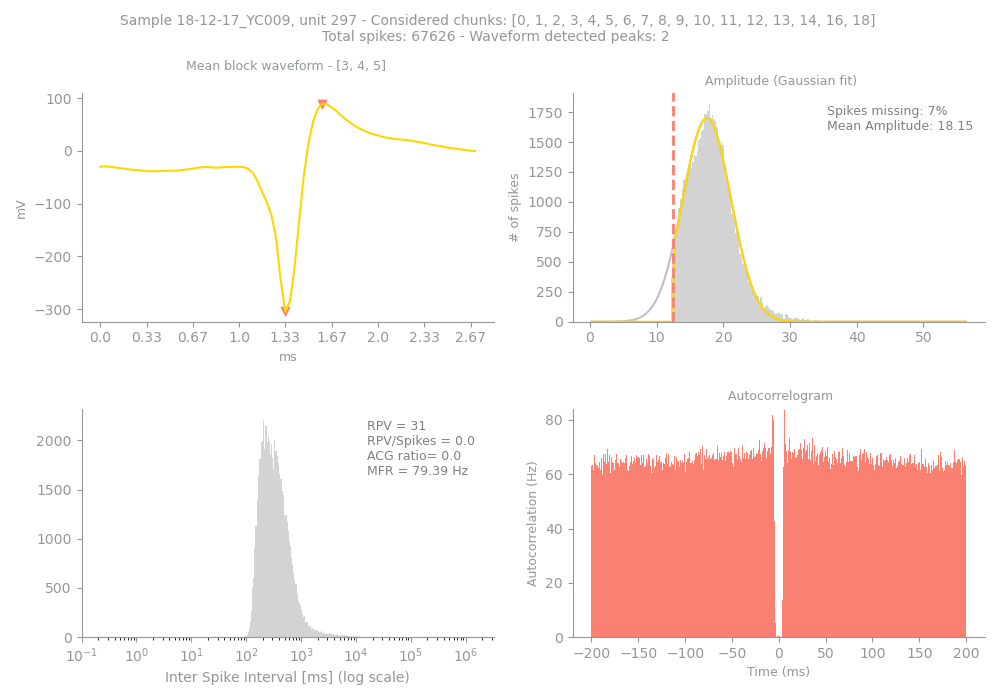 Sample 18-12-17_YC009, unit 297 - Considered chunks: [0, 1, 2, 3, 4, 5, 6, 7, 8, 9, 10, 11, 12, 13, 14, 16, 18]
Total spikes: 67626 - Waveform detected peaks: 2
Mean block waveform - [3, 4, 5]
100
0
−100
−200
−300
mV
0.0 0.33 0.67 1.0 1.33 1.67 2.0 2.33 2.67
ms
Amplitude (Gaussian fit)
Spikes missing: 7%
Mean Amplitude: 18.15
1750
1500
1250
1000
750
500
250
0
# of spikes
0 10 20 30 40 50
RPV = 31
RPV/Spikes = 0.0
ACG ratio= 0.0
MFR = 79.39 Hz
2000
1500
1000
500
0
10⁻¹ 10⁰ 10¹ 10² 10³ 10⁴ 10⁵ 10⁶
Inter Spike Interval [ms] (log scale)
Autocorrelogram
80
60
40
20
0
Autocorrelation (Hz)
−200 −150 −100 −50 0 50 100 150 200
Time (ms)